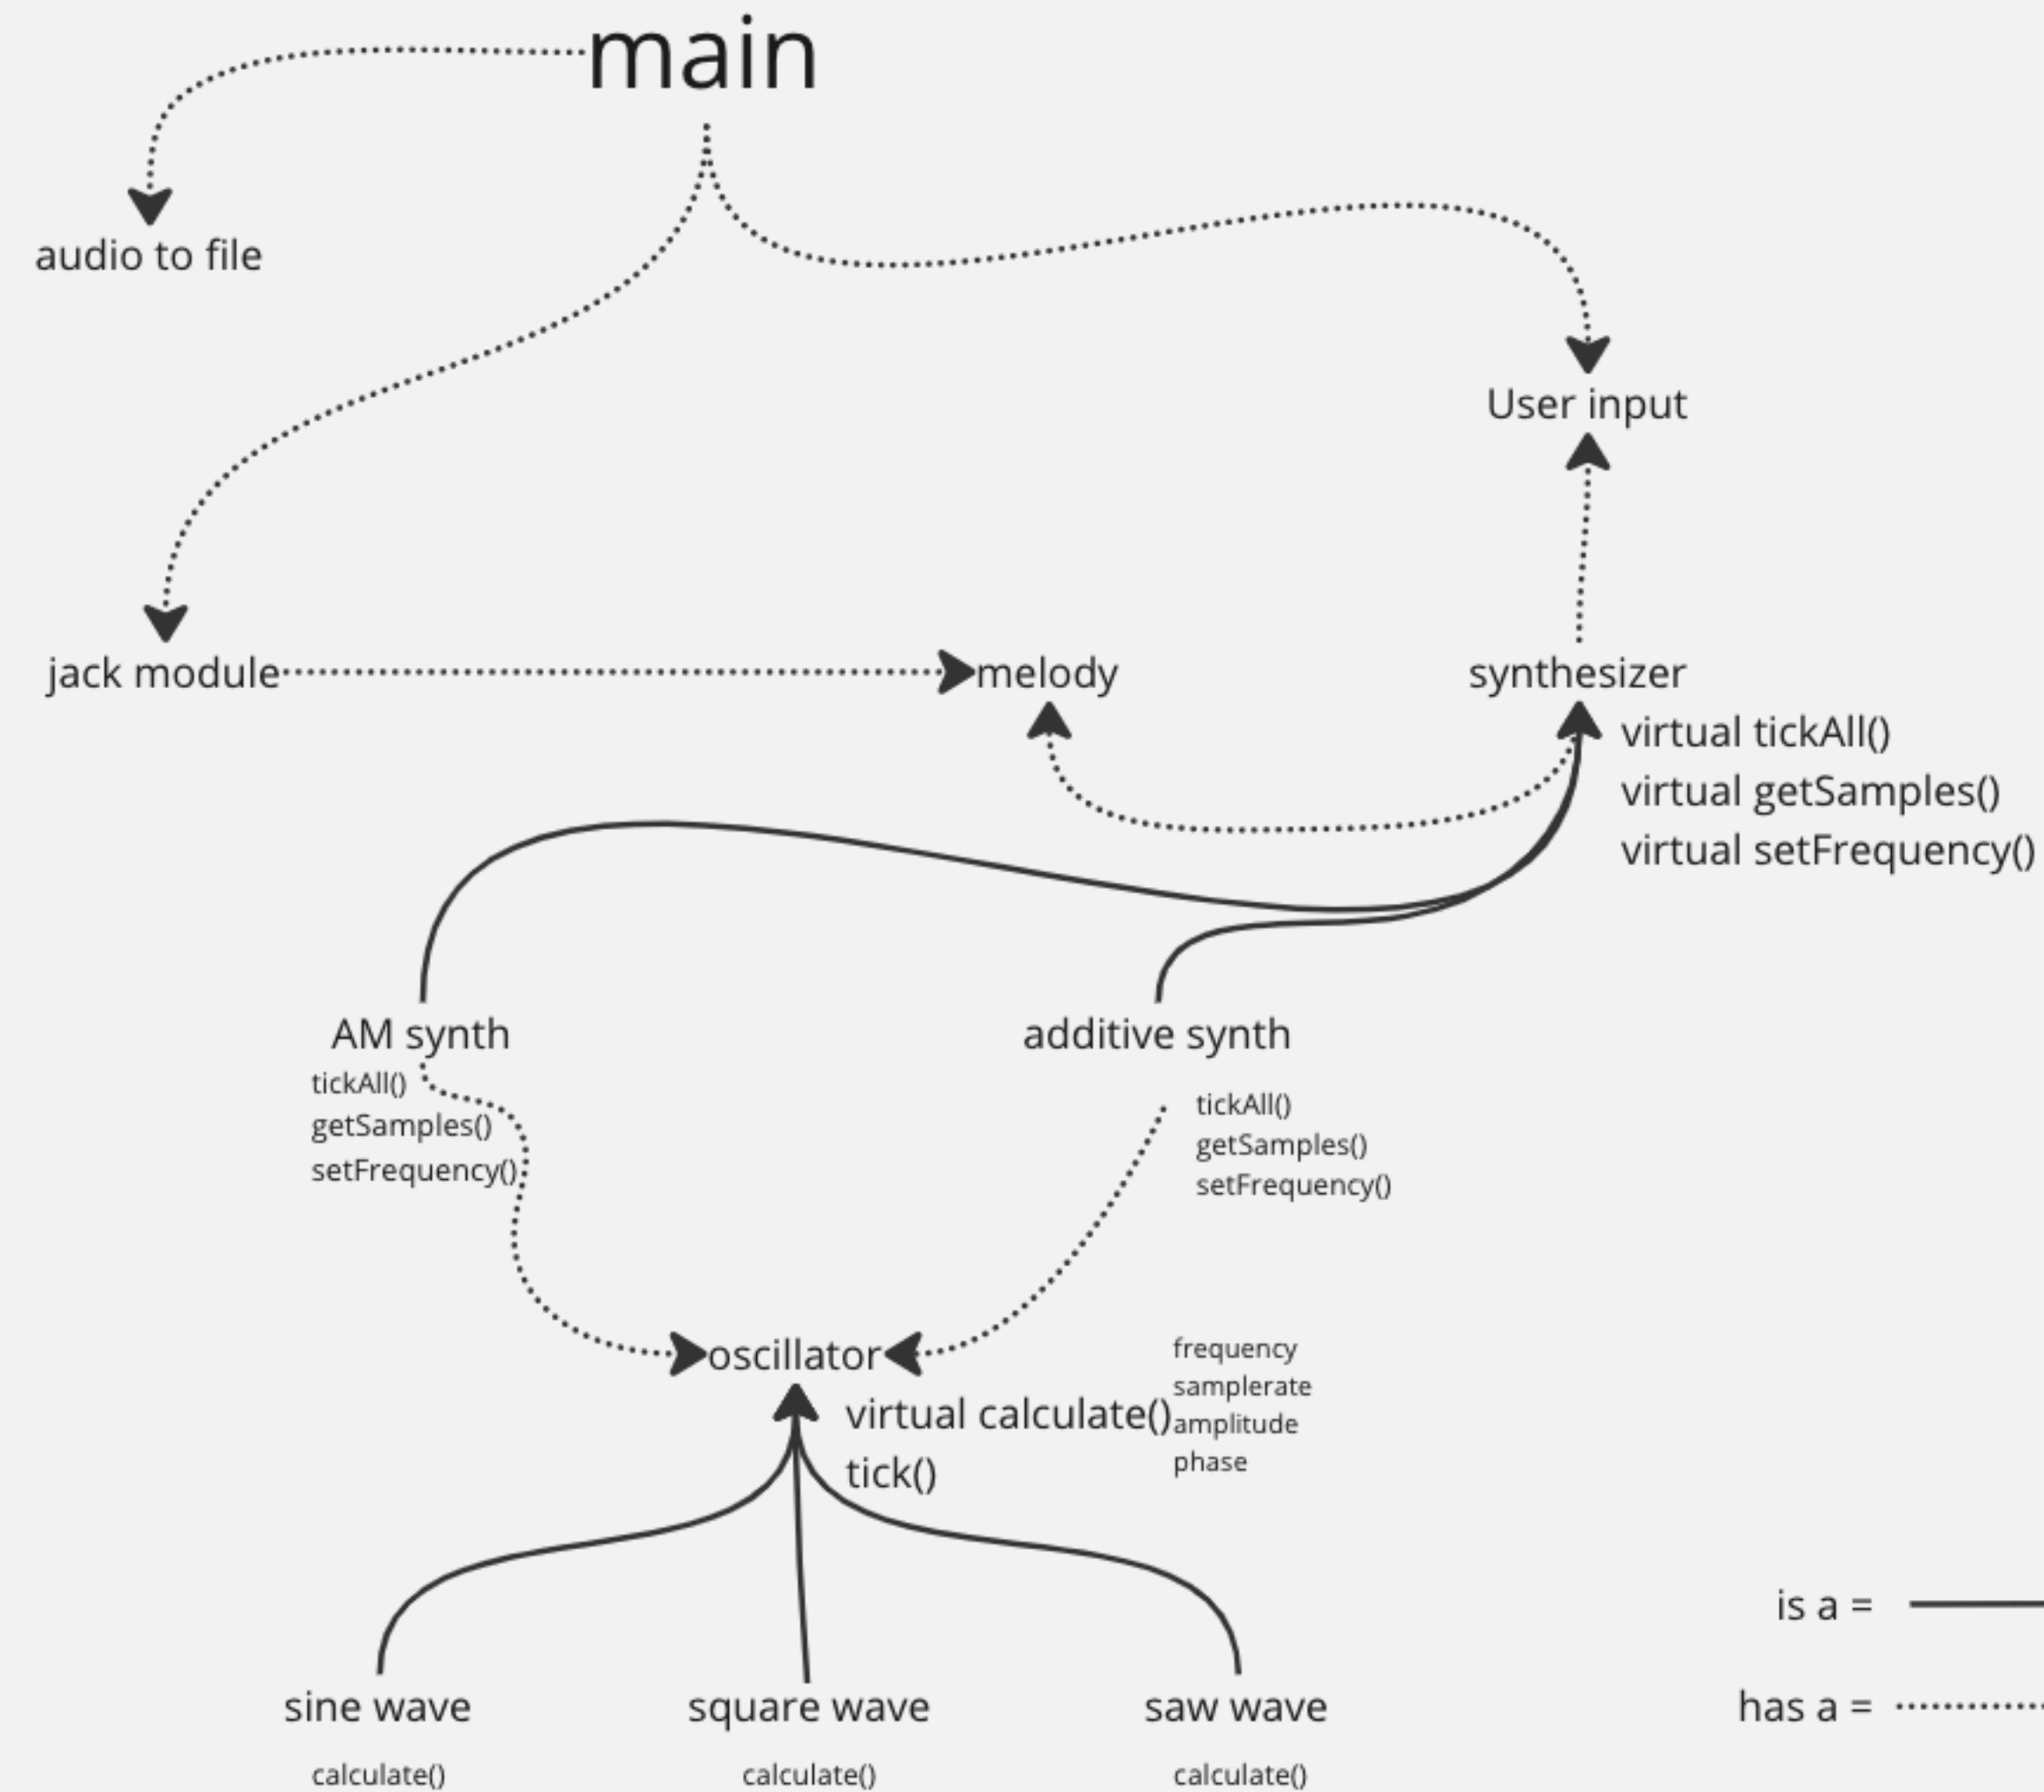 main
audio to file
User input
jack module
melody
synthesizer
virtual tickAll()
virtual getSamples()
virtual setFrequency()
AM synth
tickAll()
getSamples()
setFrequency()
additive synth
tickAll()
getSamples()
setFrequency()
oscillator
virtual calculate()
tick()
frequency
samplerate
amplitude
phase
is a =
has a =
sine wave
calculate()
square wave
calculate()
saw wave
calculate()